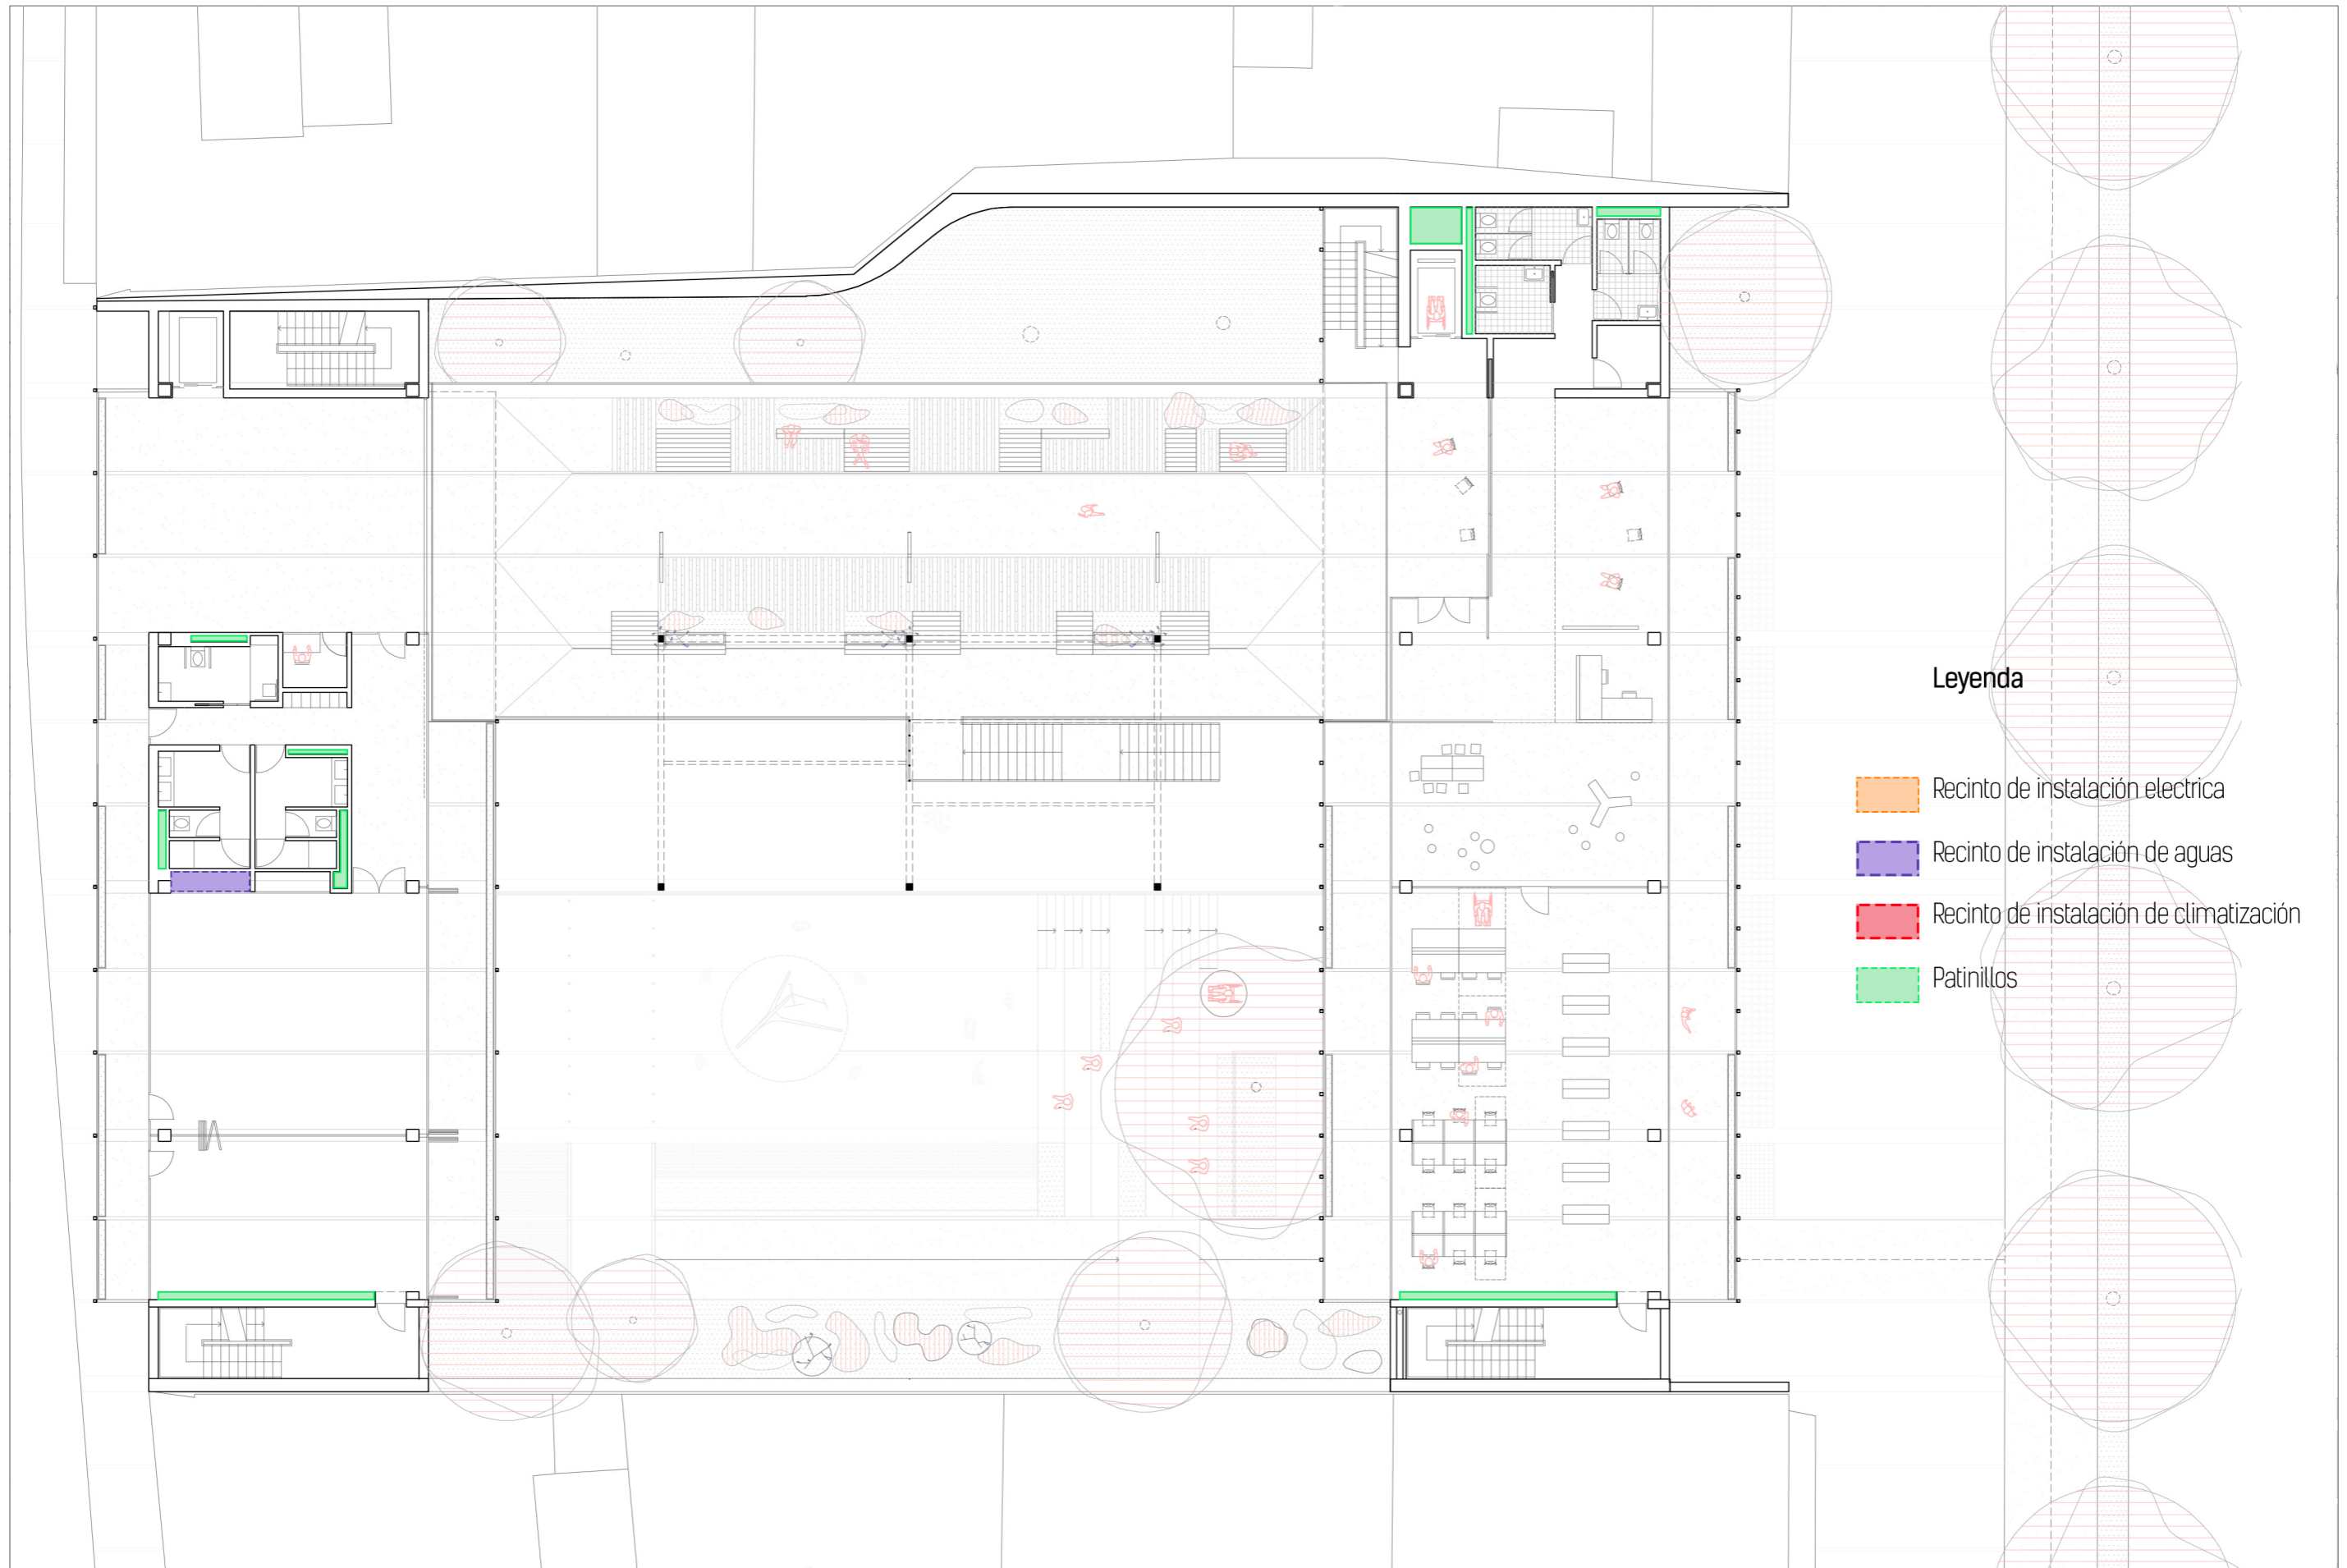 Leyenda
Recinto de instalación electrica
Recinto de instalación de aguas
Recinto de instalación de climatización
Patinillos